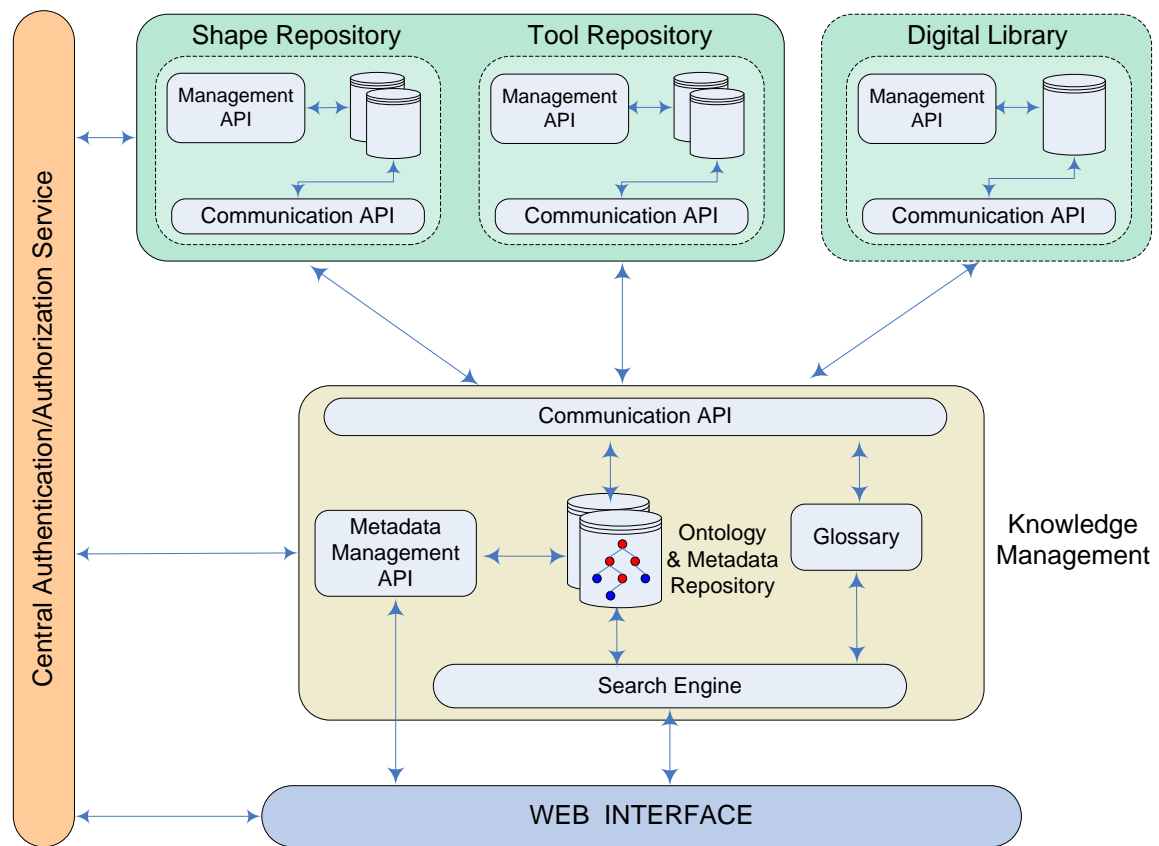 Central Authentication/Authorization Service
Shape Repository
Tool Repository
Digital Library
Management
API
Communication API
Management
API
Communication API
Management
API
Communication API
Communication API
Metadata
Management
API
Ontology
& Metadata
Repository
Glossary
Knowledge
Management
Search Engine
WEB INTERFACE